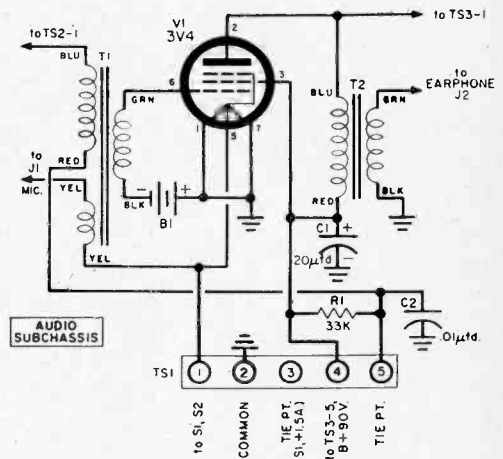 V1
3V4
to TS2-1
to TS3-1
BLU
T1
2
6
3
GRN
1
5
7
BLU
T2
to
EARPHONE
J2
GRN
to
J1
MIC.
RED
YEL
YEL
BLK
- +
B1
RED
BLK
C1
+
20µfd.
-
R1
33K
C2
.01µfd.
AUDIO
SUBCHASSIS
TS1
1
2
3
4
5
to S1, S2
COMMON
TIE PT.
S1,+1.5A)
to TS3-5,
B+90V.
TIE PT.